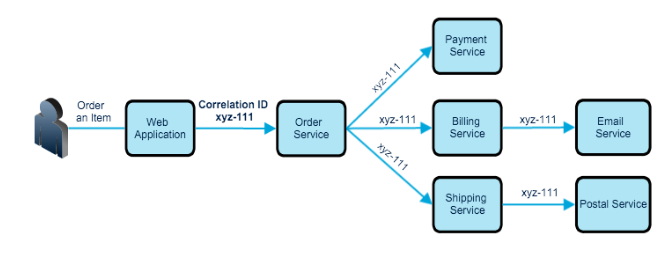 Order
an Item
Web
Application
Correlation ID
xyz-111
Order
Service
xyz-111
Payment
Service
xyz-111
Billing
Service
xyz-111
Email
Service
xyz-111
Shipping
Service
xyz-111
Postal Service